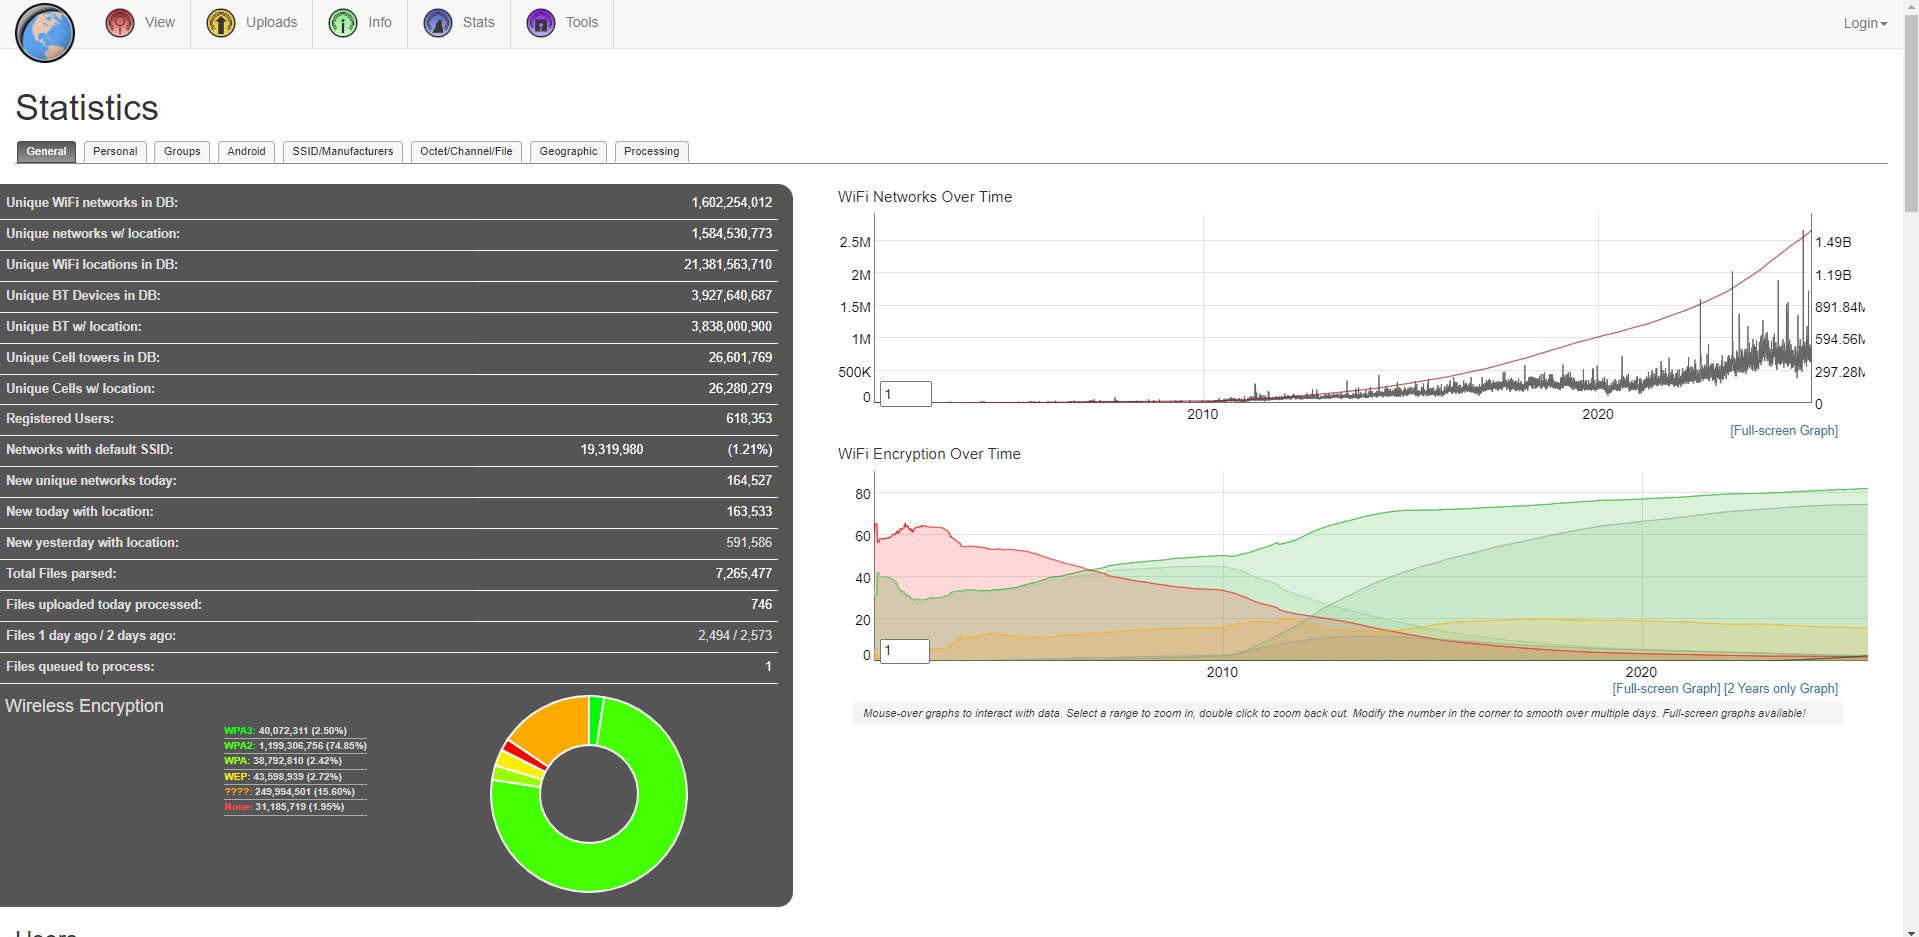 View Uploads Info Stats Tools Login
Statistics
General Personal Groups Android SSID/Manufacturers Octet/Channel/File Geographic Processing
Unique WiFi networks in DB: 1,602,254,012
Unique networks w/ location: 1,584,530,773
Unique WiFi locations in DB: 21,381,563,710
Unique BT Devices in DB: 3,927,640,687
Unique BT w/ location: 3,838,000,900
Unique Cell towers in DB: 26,601,769
Unique Cells w/ location: 26,280,279
Registered Users: 618,353
Networks with default SSID: 19,319,980 (1.21%)
New unique networks today: 164,527
New today with location: 163,533
New yesterday with location: 591,586
Total Files parsed: 7,265,477
Files uploaded today processed: 746
Files 1 day ago / 2 days ago: 2,494 / 2,573
Files queued to process: 1
Wireless Encryption
WPA3: 40,072,311 (2.50%)
WPA2: 1,199,306,756 (74.85%)
WPA: 38,792,810 (2.42%)
WEP: 43,598,939 (2.72%)
????: 249,994,501 (15.60%)
None: 31,185,719 (1.95%)
WiFi Networks Over Time
2.5M 1.49B
2M 1.19B
1.5M 891.84M
1M 594.56M
500K 297.28M
0 1 0
2010 2020
[Full-screen Graph]
WiFi Encryption Over Time
80
60
40
20
0 1
2010 2020
[Full-screen Graph] [2 Years only Graph]
Mouse-over graphs to interact with data. Select a range to zoom in, double click to zoom back out. Modify the number in the corner to smooth over multiple days. Full-screen graphs available!